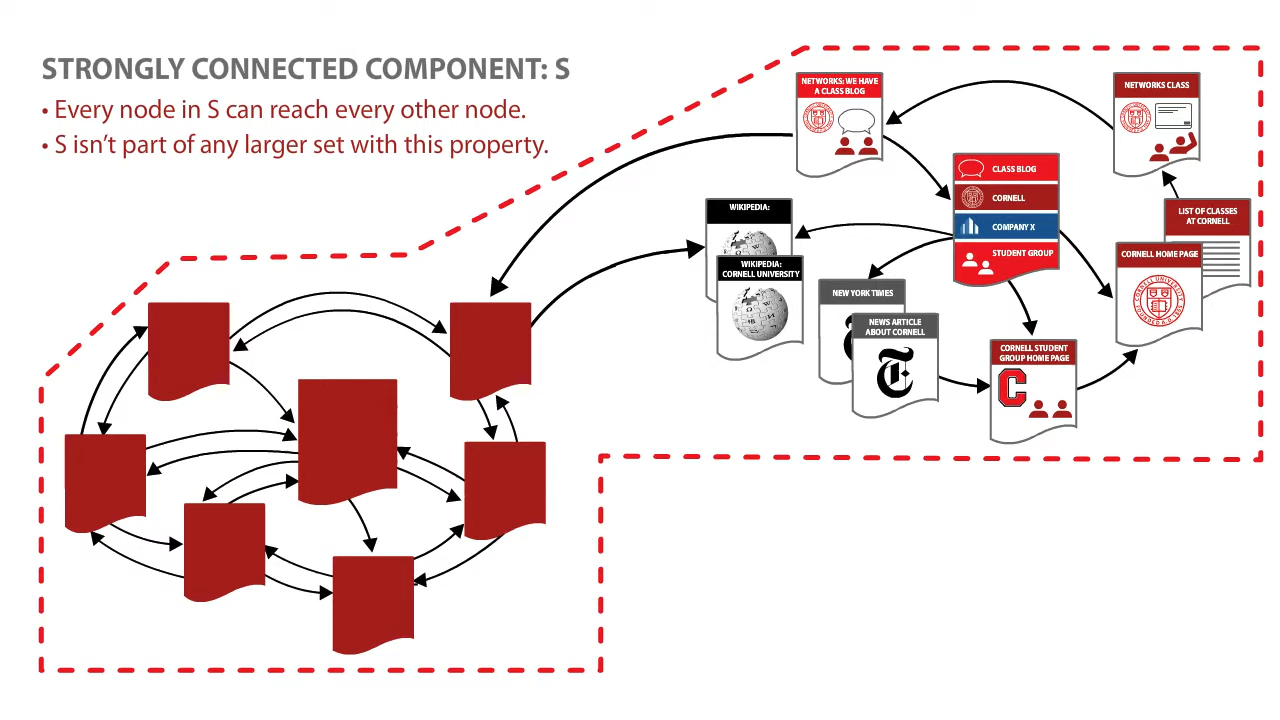 STRONGLY CONNECTED COMPONENT: S
• Every node in S can reach every other node.
• S isn’t part of any larger set with this property.
NETWORKS: WE HAVE
A CLASS BLOG
NETWORKS CLASS
CLASS BLOG
CORNELL
COMPANY X
STUDENT GROUP
LIST OF CLASSES
AT CORNELL
CORNELL HOME PAGE
WIKIPEDIA:
WIKIPEDIA:
CORNELL UNIVERSITY
NEW YORK TIMES
NEWS ARTICLE
ABOUT CORNELL
CORNELL STUDENT
GROUP HOME PAGE
C